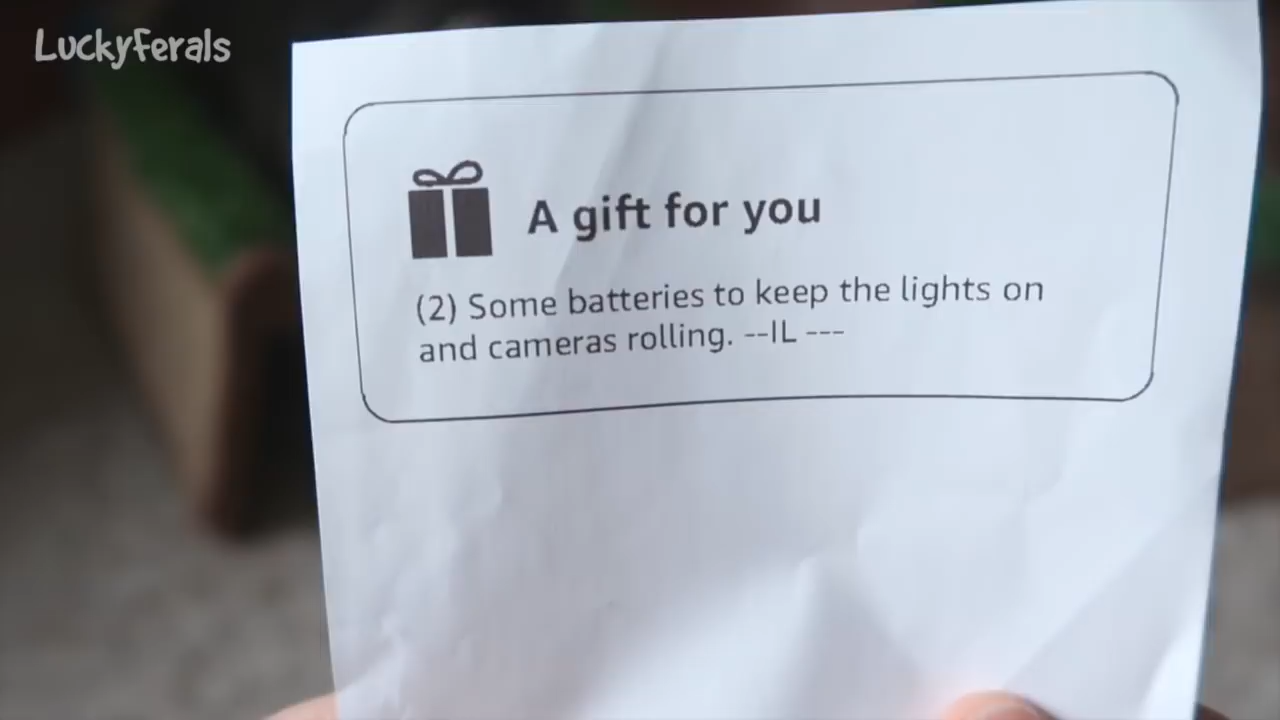 LuckyFerals
A gift for you
(2) Some batteries to keep the lights on
and cameras rolling. --IL ---